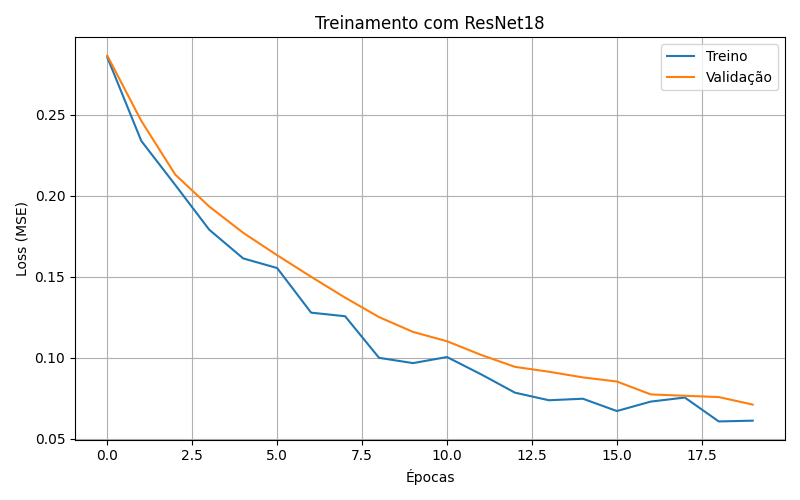 Treinamento com ResNet18
Treino
Validação
0.25
0.20
0.15
0.10
0.05
Loss (MSE)
0.0 2.5 5.0 7.5 10.0 12.5 15.0 17.5
Épocas